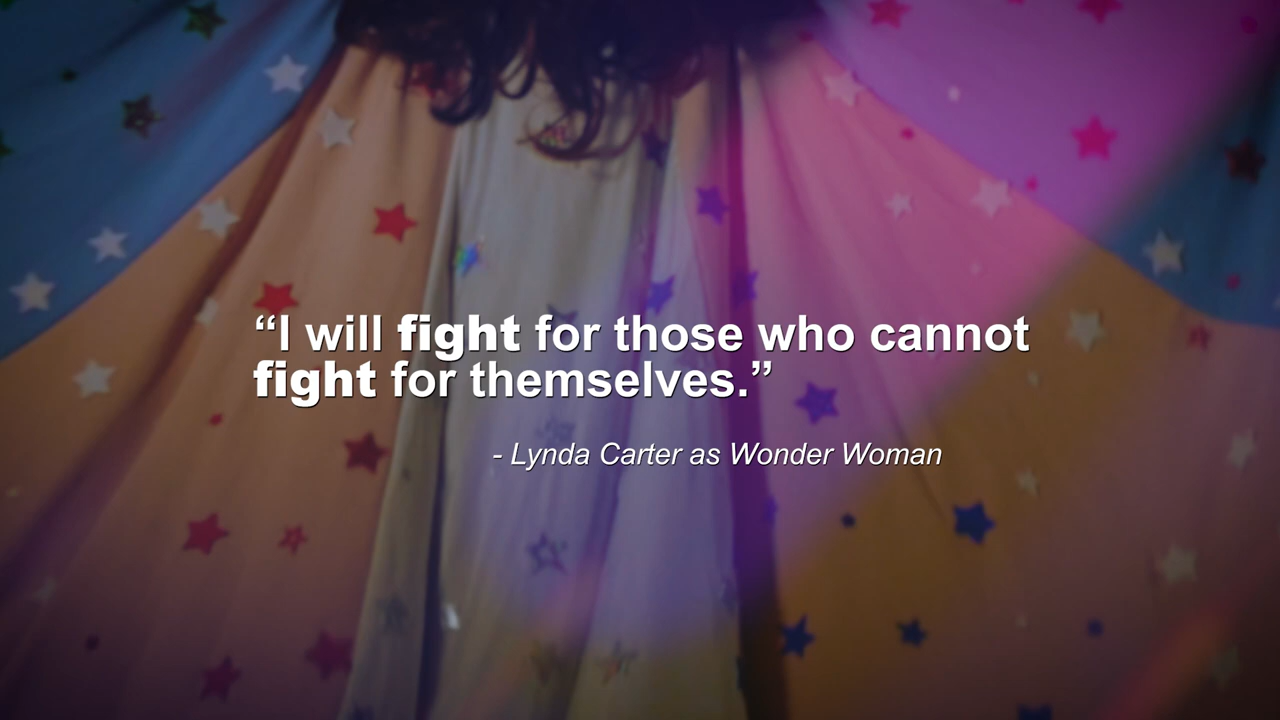 “I will fight for those who cannot
fight for themselves.”
- Lynda Carter as Wonder Woman